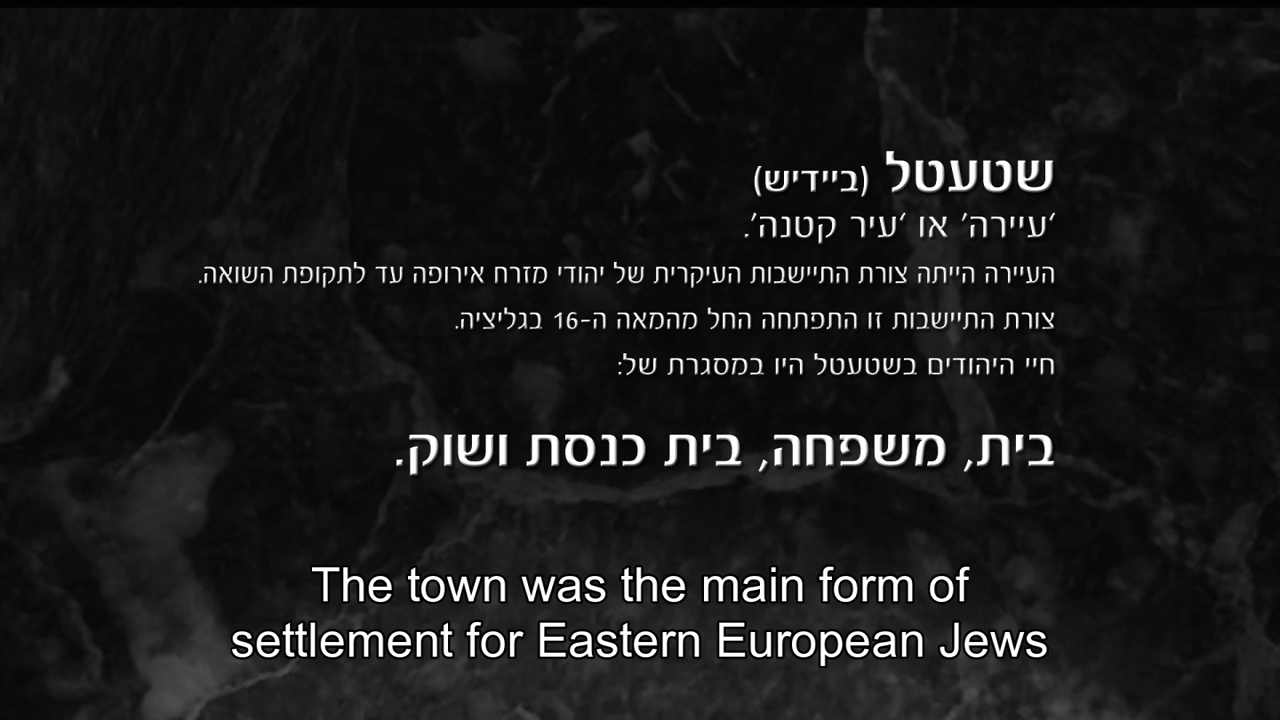 שטעטל (ביידיש)
'עיירה' או 'עיר קטנה'.
העיירה הייתה צורת התיישבות העיקרית של יהודי מזרח אירופה עד לתקופת השואה.
צורת התיישבות זו התפתחה החל מהמאה ה-16 בגליציה.
חיי היהודים בשטעטל היו במסגרת של:
בית, משפחה, בית כנסת ושוק.
The town was the main form of
settlement for Eastern European Jews